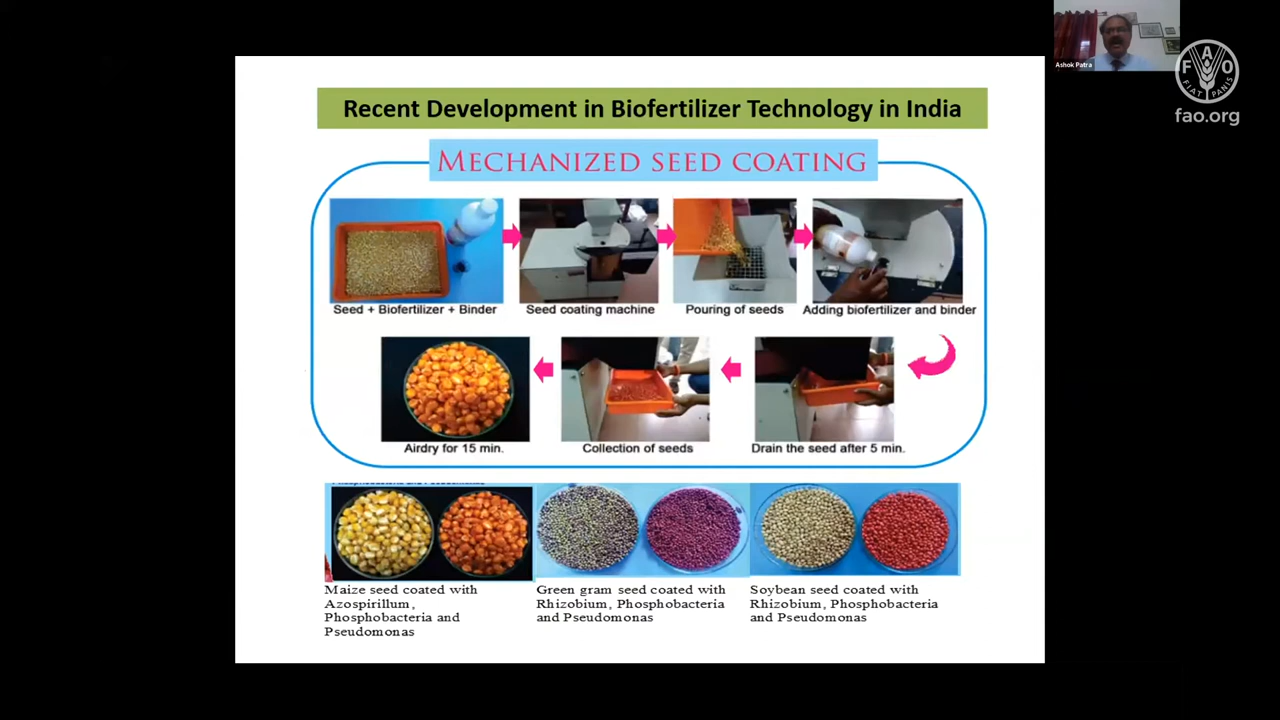 Ashok Patra
F A O
FIAT PANIS
fao.org
Recent Development in Biofertilizer Technology in India
MECHANIZED SEED COATING
Seed + Biofertilizer + Binder
Seed coating machine
Pouring of seeds
Adding biofertilizer and binder
Airdry for 15 min.
Collection of seeds
Drain the seed after 5 min.
Maize seed coated with
Azospirillum,
Phosphobacteria and
Pseudomonas
Green gram seed coated with
Rhizobium, Phosphobacteria
and Pseudomonas
Soybean seed coated with
Rhizobium, Phosphobacteria
and Pseudomonas